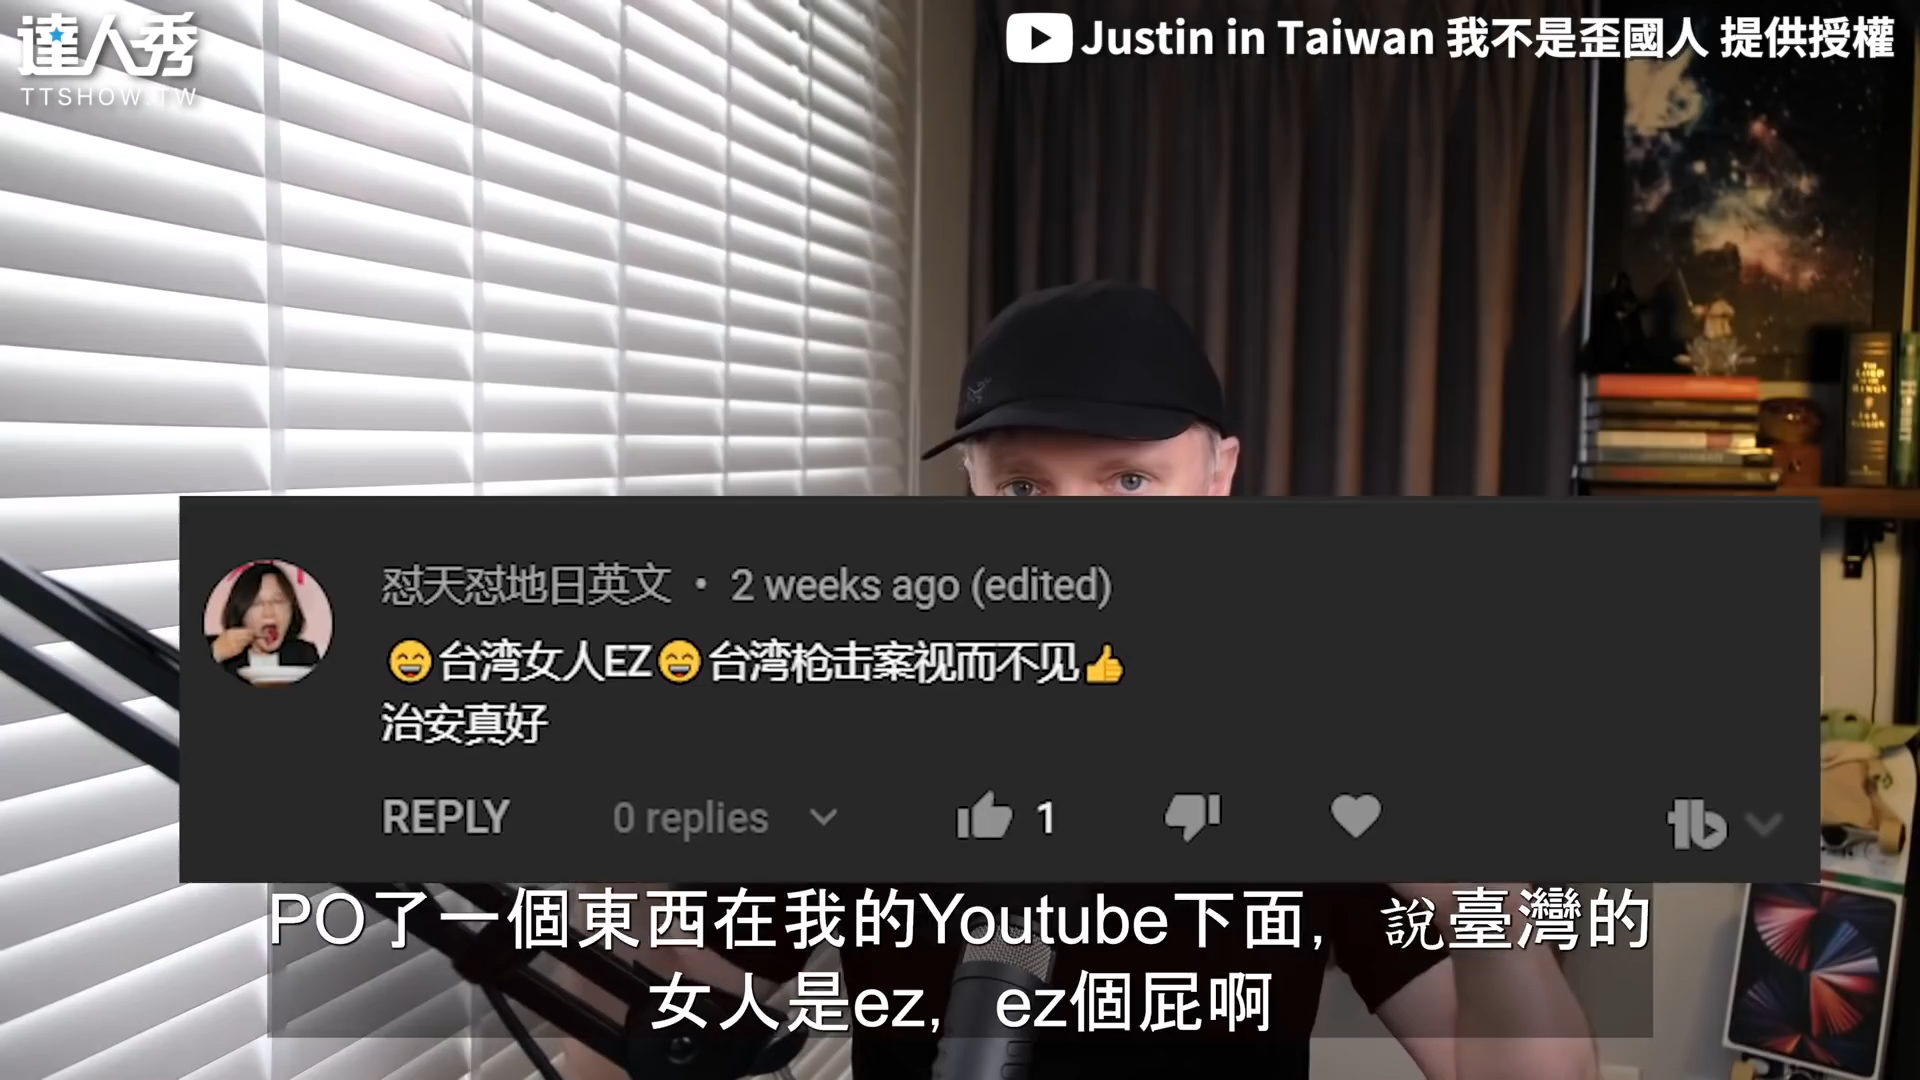 達人秀
TTSHOW.TW
Justin in Taiwan 我不是歪國人 提供授權
怼天怼地日英文 • 2 weeks ago (edited)
😄台湾女人EZ😄台湾枪击案视而不见👍
治安真好
REPLY 0 replies 1
PO了一個東西在我的Youtube下面, 說臺灣的
女人是ez, ez個屁啊